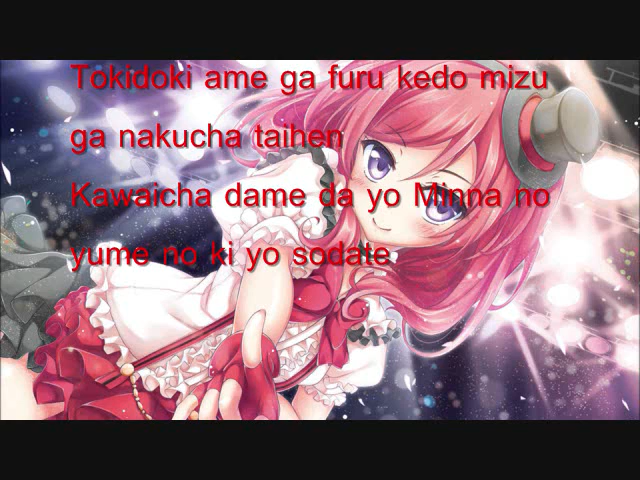 Tokidoki ame ga furu kedo mizu
ga nakucha taihen
Kawaicha dame da yo Minna no
yume no ki yo sodate